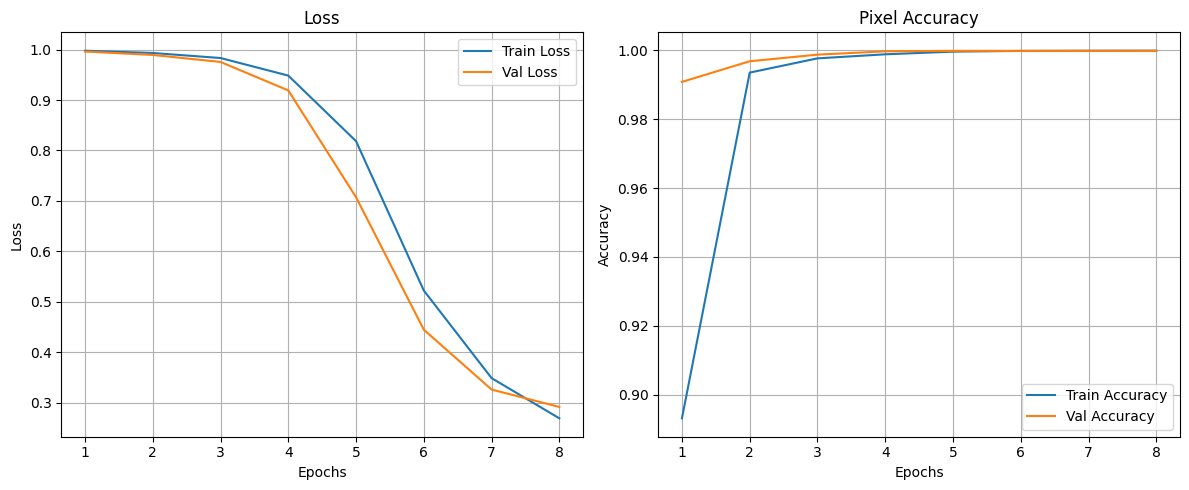 Loss
1.0
0.9
0.8
0.7
0.6
0.5
0.4
0.3
Loss
Train Loss
Val Loss
1 2 3 4 5 6 7 8
Epochs
Pixel Accuracy
1.00
0.98
0.96
0.94
0.92
0.90
Accuracy
Train Accuracy
Val Accuracy
1 2 3 4 5 6 7 8
Epochs